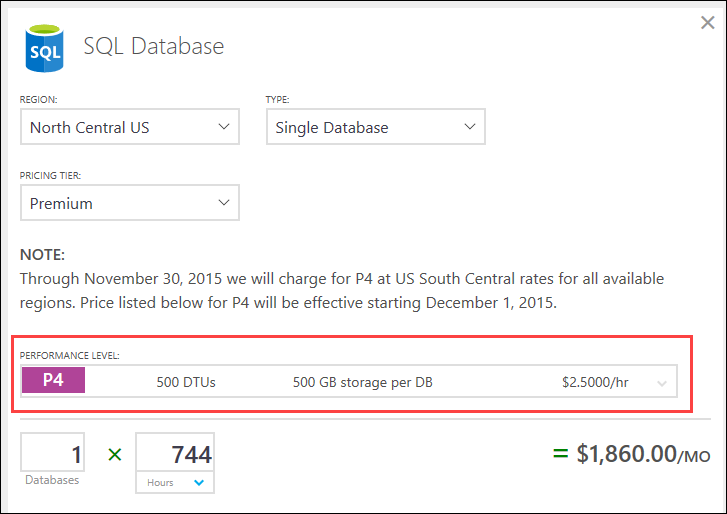 SQL
SQL Database
REGION:
TYPE:
North Central US
Single Database
PRICING TIER:
Premium
NOTE:
Through November 30, 2015 we will charge for P4 at US South Central rates for all available
regions. Price listed below for P4 will be effective starting December 1, 2015.
PERFORMANCE LEVEL:
P4 500 DTUs 500 GB storage per DB $2.5000/hr
1 × 744 = $1,860.00/MO
Databases Hours